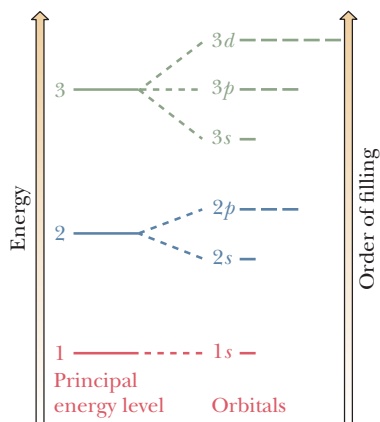 3d
3 3p
3s
Energy
Order of filling
2p
2
2s
1 1s
Principal
energy level Orbitals